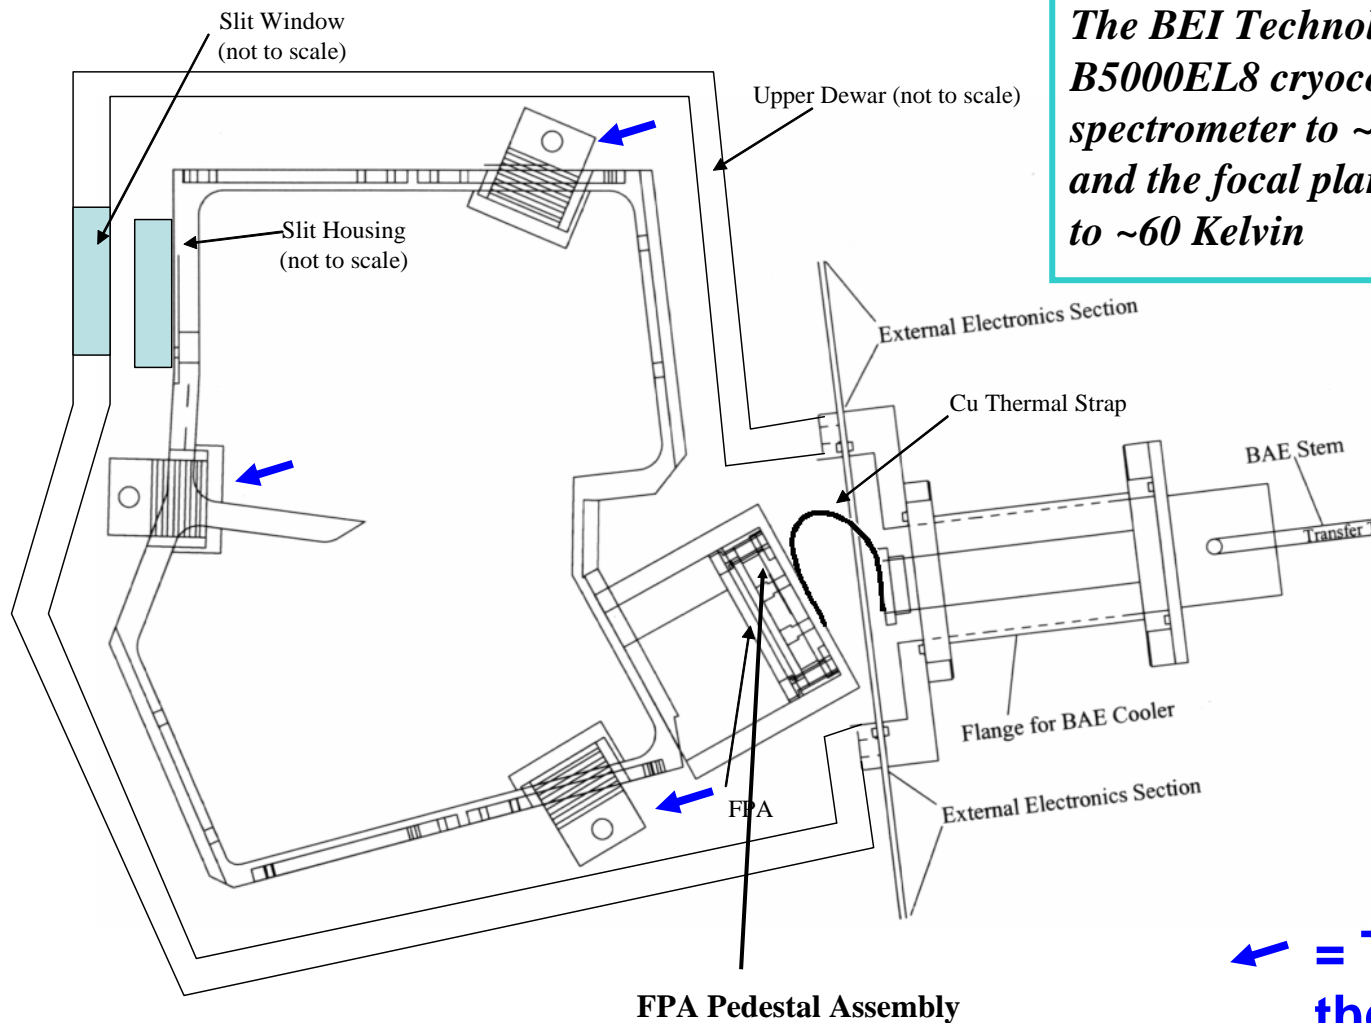 Slit Window
(not to scale)
The BEI Technol
B5000EL8 cryoc
spectrometer to ~
and the focal plan
to ~60 Kelvin
Upper Dewar (not to scale)
Slit Housing
(not to scale)
External Electronics Section
Cu Thermal Strap
BAE Stem
Transfer T
Flange for BAE Cooler
External Electronics Section
FPA
= T
the
FPA Pedestal Assembly